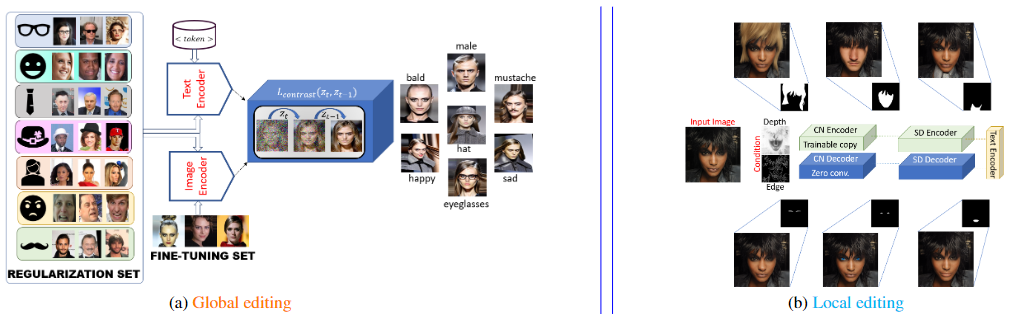 < token >
Text
Encoder
Image
Encoder
L_contrast(z_t, z_{t-1})
z_t
z_{t-1}
male
bald
mustache
hat
happy
sad
eyeglasses
REGULARIZATION SET
FINE-TUNING SET
(a) Global editing
Input Image
Condition
Depth
Edge
CN Encoder
Trainable copy
CN Decoder
Zero conv.
SD Encoder
SD Decoder
Text Encoder
(b) Local editing